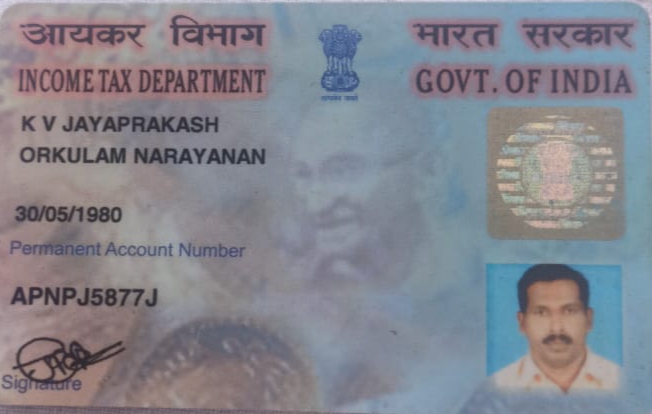 आयकर विभाग
भारत सरकार
INCOME TAX DEPARTMENT
GOVT. OF INDIA
सत्यमेव जयते
K V JAYAPRAKASH
ORKULAM NARAYANAN
30/05/1980
Permanent Account Number
APNPJ5877J
Signature